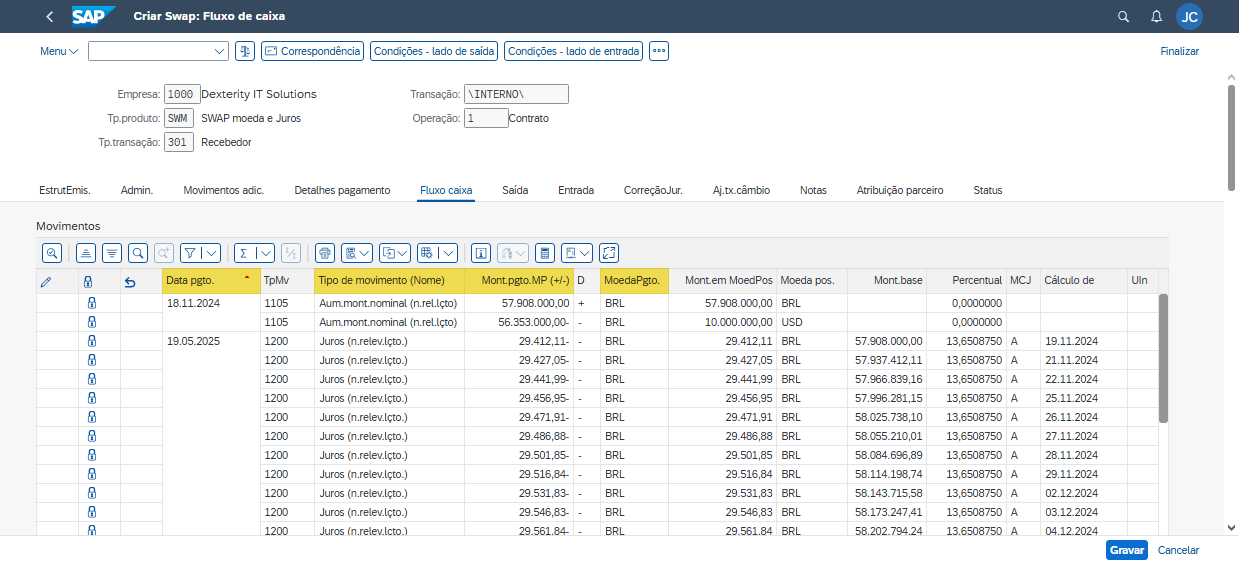 SAP Criar Swap: Fluxo de caixa JC
Menu Correspondência Condições - lado de saída Condições - lado de entrada Finalizar
Empresa: 1000 Dexterity IT Solutions Transação: \INTERNO\
Tp.produto: SWM SWAP moeda e Juros Operação: 1 Contrato
Tp.transação: 301 Recebedor
EstrutEmis. Admin. Movimentos adic. Detalhes pagamento Fluxo caixa Saída Entrada CorreçãoJur. Aj.tx.câmbio Notas Atribuição parceiro Status
Movimentos
Data pgto. TpMv Tipo de movimento (Nome) Mont.pgto.MP (+/-) D MoedaPgto. Mont.em MoedPos Moeda pos. Mont.base Percentual MCJ Cálculo de UIn
18.11.2024 1105 Aum.mont.nominal (n.rel.lçto) 57.908.000,00 + BRL 57.908.000,00 BRL 0,0000000
1105 Aum.mont.nominal (n.rel.lçto) 56.353.000,00- - BRL 10.000.000,00 USD 0,0000000
19.05.2025 1200 Juros (n.relev.lçto.) 29.412,11- - BRL 29.412,11 BRL 57.908.000,00 13,6508750 A 19.11.2024
1200 Juros (n.relev.lçto.) 29.427,05- - BRL 29.427,05 BRL 57.937.412,11 13,6508750 A 21.11.2024
1200 Juros (n.relev.lçto.) 29.441,99- - BRL 29.441,99 BRL 57.966.839,16 13,6508750 A 22.11.2024
1200 Juros (n.relev.lçto.) 29.456,95- - BRL 29.456,95 BRL 57.996.281,15 13,6508750 A 25.11.2024
1200 Juros (n.relev.lçto.) 29.471,91- - BRL 29.471,91 BRL 58.025.738,10 13,6508750 A 26.11.2024
1200 Juros (n.relev.lçto.) 29.486,88- - BRL 29.486,88 BRL 58.055.210,01 13,6508750 A 27.11.2024
1200 Juros (n.relev.lçto.) 29.501,85- - BRL 29.501,85 BRL 58.084.696,89 13,6508750 A 28.11.2024
1200 Juros (n.relev.lçto.) 29.516,84- - BRL 29.516,84 BRL 58.114.198,74 13,6508750 A 29.11.2024
1200 Juros (n.relev.lçto.) 29.531,83- - BRL 29.531,83 BRL 58.143.715,58 13,6508750 A 02.12.2024
1200 Juros (n.relev.lçto.) 29.546,83- - BRL 29.546,83 BRL 58.173.247,41 13,6508750 A 03.12.2024
1200 Juros (n.relev.lçto.) 29.561,84- - BRL 29.561,84 BRL 58.202.794,24 13,6508750 A 04.12.2024
Gravar Cancelar